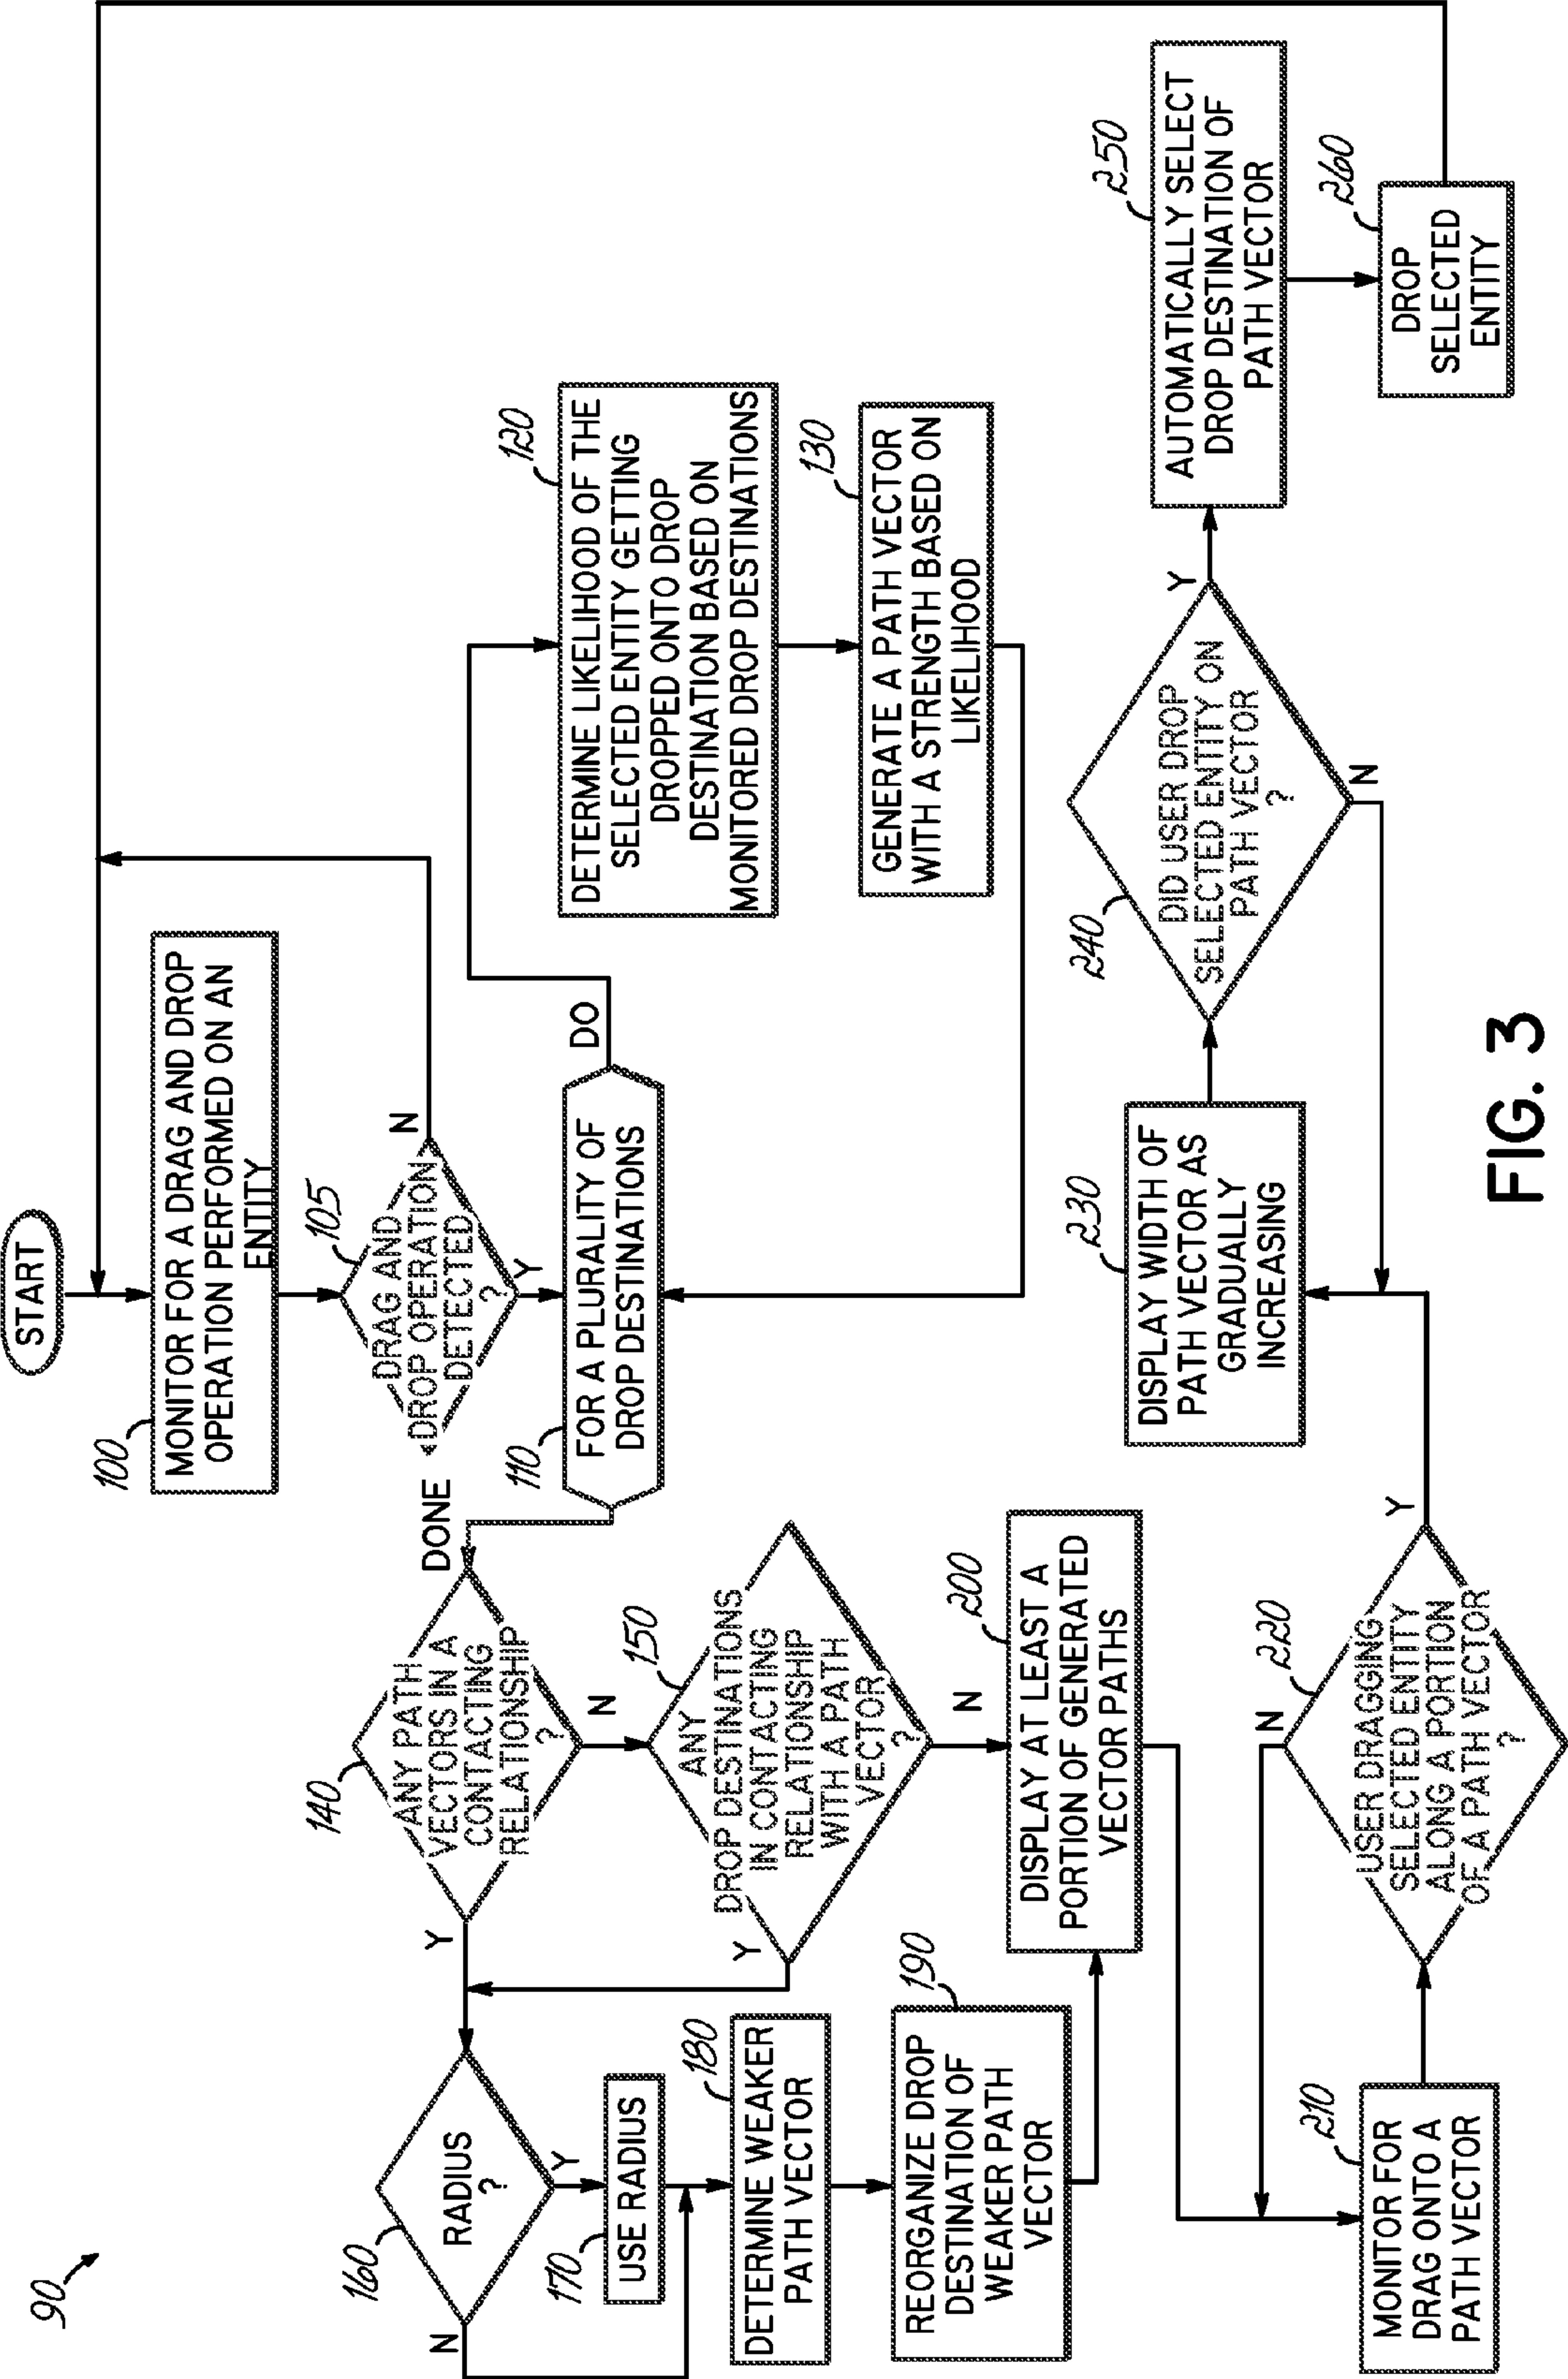 90
START
100
MONITOR FOR A DRAG AND DROP
OPERATION PERFORMED ON AN
ENTITY
105
DRAG AND
DROP OPERATION
DETECTED
?
N
Y
110
FOR A PLURALITY OF
DROP DESTINATIONS
DO
DONE
120
DETERMINE LIKELIHOOD OF THE
SELECTED ENTITY GETTING
DROPPED ONTO DROP
DESTINATION BASED ON
MONITORED DROP DESTINATIONS
130
GENERATE A PATH VECTOR
WITH A STRENGTH BASED ON
LIKELIHOOD
140
ANY PATH
VECTORS IN A
CONTACTING
RELATIONSHIP
?
Y
N
150
ANY
DROP DESTINATIONS
IN CONTACTING
RELATIONSHIP
WITH A PATH
VECTOR
?
Y
N
160
RADIUS
?
N
Y
170
USE RADIUS
180
DETERMINE WEAKER
PATH VECTOR
190
REORGANIZE DROP
DESTINATION OF
WEAKER PATH
VECTOR
200
DISPLAY AT LEAST A
PORTION OF GENERATED
VECTOR PATHS
210
MONITOR FOR
DRAG ONTO A
PATH VECTOR
220
USER DRAGGING
SELECTED ENTITY
ALONG A PORTION
OF A PATH VECTOR
?
N
Y
230
DISPLAY WIDTH OF
PATH VECTOR AS
GRADUALLY
INCREASING
240
DID USER DROP
SELECTED ENTITY ON
PATH VECTOR
?
Y
N
250
AUTOMATICALLY SELECT
DROP DESTINATION OF
PATH VECTOR
260
DROP
SELECTED
ENTITY
FIG. 3